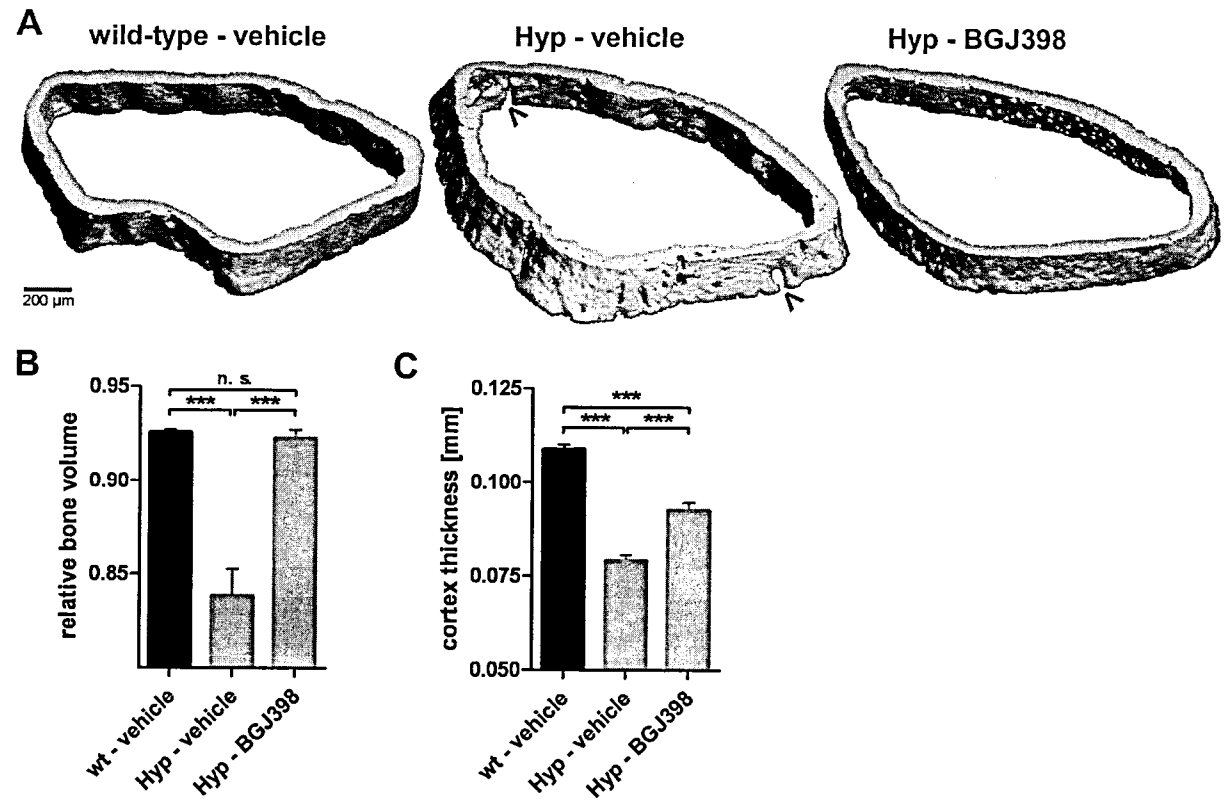 A
wild-type - vehicle
Hyp - vehicle
Hyp - BGJ398
200 µm
B
relative bone volume
0.95
0.90
0.85
n. s.
*** ***
wt - vehicle
Hyp - vehicle
Hyp - BGJ398
C
cortex thickness [mm]
0.125
0.100
0.075
0.050
***
*** ***
wt - vehicle
Hyp - vehicle
Hyp - BGJ398